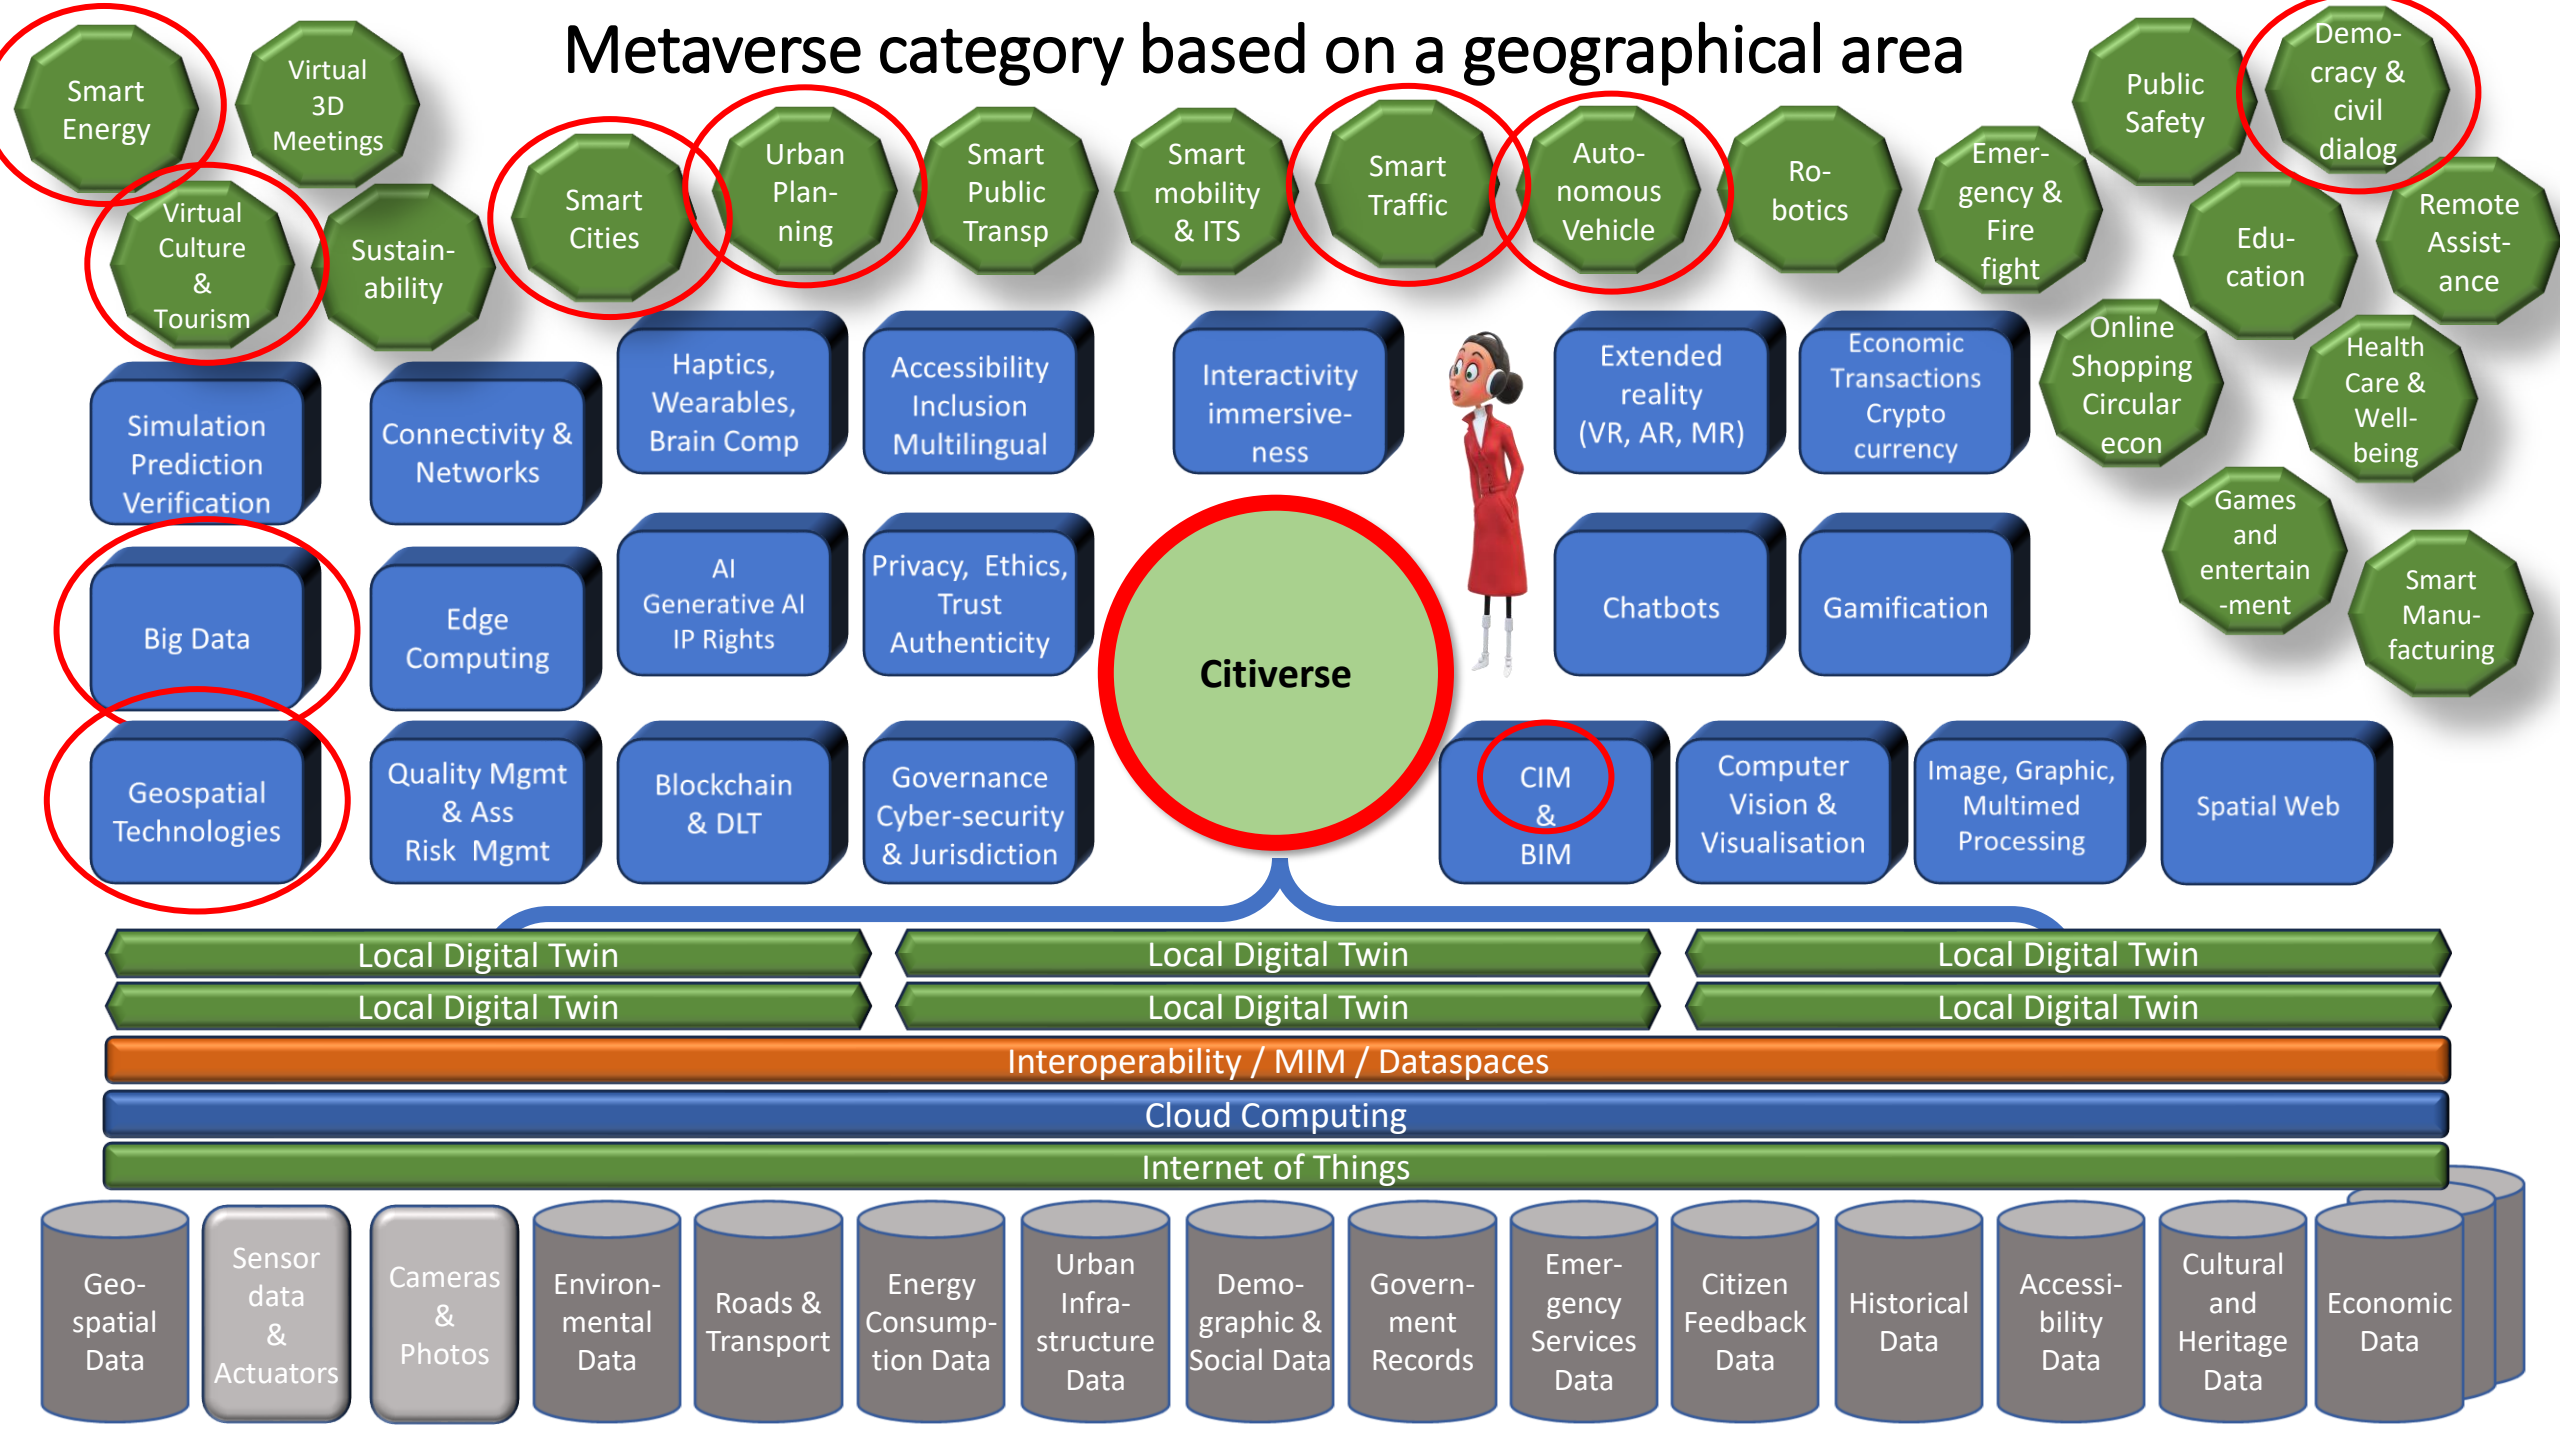 Metaverse category based on a geographical area
Smart
Energy
Virtual
3D
Meetings
Virtual
Culture
&
Tourism
Sustain-
ability
Smart
Cities
Urban
Plan-
ning
Smart
Public
Transp
Smart
mobility
& ITS
Smart
Traffic
Auto-
nomous
Vehicle
Ro-
botics
Emer-
gency &
Fire
fight
Public
Safety
Demo-
cracy &
civil
dialog
Edu-
cation
Remote
Assist-
ance
Online
Shopping
Circular
econ
Health
Care &
Well-
being
Games
and
entertain
-ment
Smart
Manu-
facturing
Simulation
Prediction
Verification
Connectivity &
Networks
Haptics,
Wearables,
Brain Comp
Accessibility
Inclusion
Multilingual
Interactivity
immersive-
ness
Extended
reality
(VR, AR, MR)
Economic
Transactions
Crypto
currency
Big Data
Edge
Computing
AI
Generative AI
IP Rights
Privacy, Ethics,
Trust
Authenticity
Citiverse
Chatbots
Gamification
Geospatial
Technologies
Quality Mgmt
& Ass
Risk Mgmt
Blockchain
& DLT
Governance
Cyber-security
& Jurisdiction
CIM
&
BIM
Computer
Vision &
Visualisation
Image, Graphic,
Multimed
Processing
Spatial Web
Local Digital Twin
Local Digital Twin
Local Digital Twin
Local Digital Twin
Local Digital Twin
Local Digital Twin
Interoperability / MIM / Dataspaces
Cloud Computing
Internet of Things
Geo-
spatial
Data
Sensor
data
&
Actuators
Cameras
&
Photos
Environ-
mental
Data
Roads &
Transport
Energy
Consump-
tion Data
Urban
Infra-
structure
Data
Demo-
graphic &
Social Data
Govern-
ment
Records
Emer-
gency
Services
Data
Citizen
Feedback
Data
Historical
Data
Accessi-
bility
Data
Cultural
and
Heritage
Data
Economic
Data